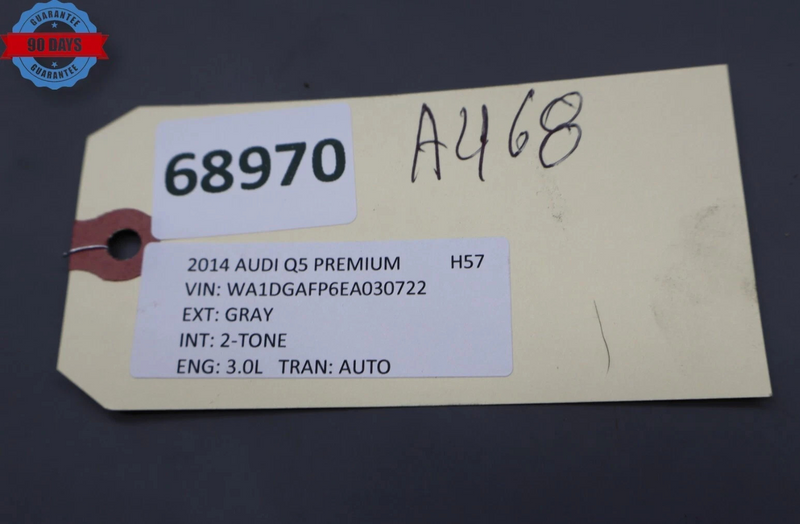 GUARANTEE
90 DAYS
GUARANTEE
A468
68970
2014 AUDI Q5 PREMIUM H57
VIN: WA1DGAFP6EA030722
EXT: GRAY
INT: 2-TONE
ENG: 3.0L TRAN: AUTO